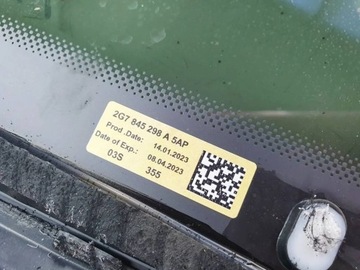 2G7 845 298 A 5AP
Prod .Date: 14.01.2023
Date of Exp.: 08.04.2023
03S 355